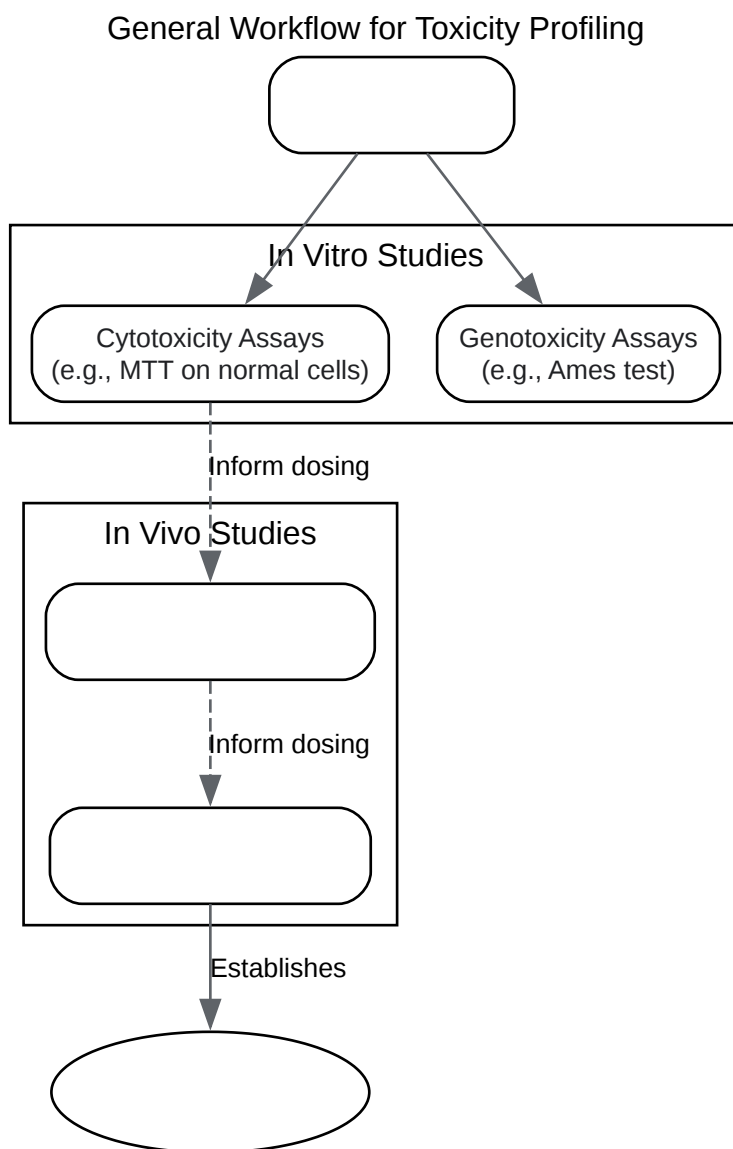 General Workflow for Toxicity Profiling
In Vitro Studies
Cytotoxicity Assays
(e.g., MTT on normal cells)
Genotoxicity Assays
(e.g., Ames test)
Inform dosing
In Vivo Studies
Inform dosing
Establishes